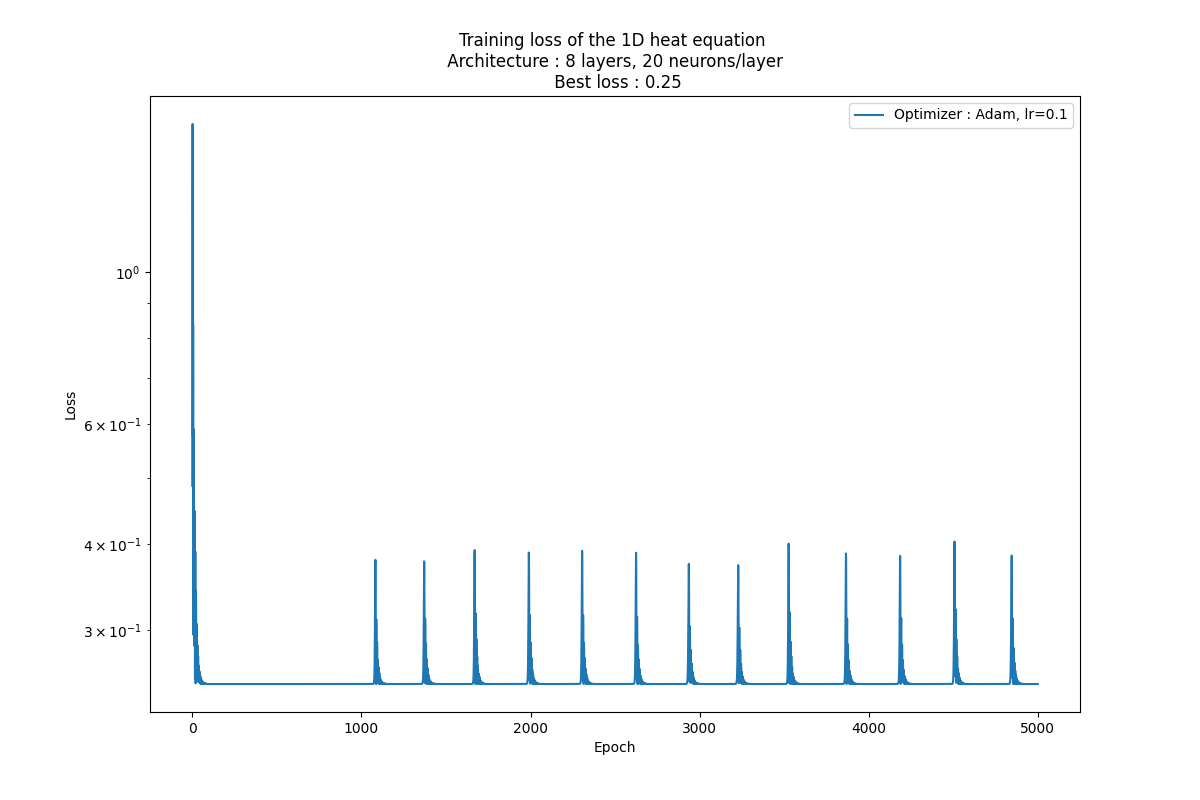 Training loss of the 1D heat equation
Architecture : 8 layers, 20 neurons/layer
Best loss : 0.25
Optimizer : Adam, lr=0.1
10⁰
6 × 10⁻¹
4 × 10⁻¹
3 × 10⁻¹
Loss
0 1000 2000 3000 4000 5000
Epoch